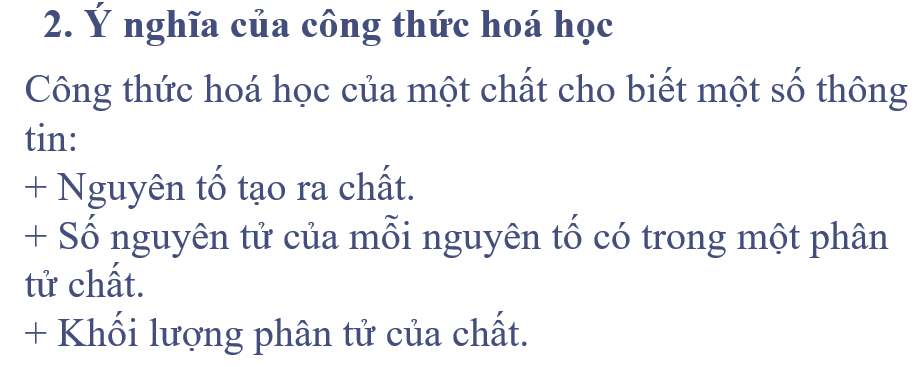 2. Ý nghĩa của công thức hoá học
Công thức hoá học của một chất cho biết một số thông
tin:
+ Nguyên tố tạo ra chất.
+ Số nguyên tử của mỗi nguyên tố có trong một phân
tử chất.
+ Khối lượng phân tử của chất.